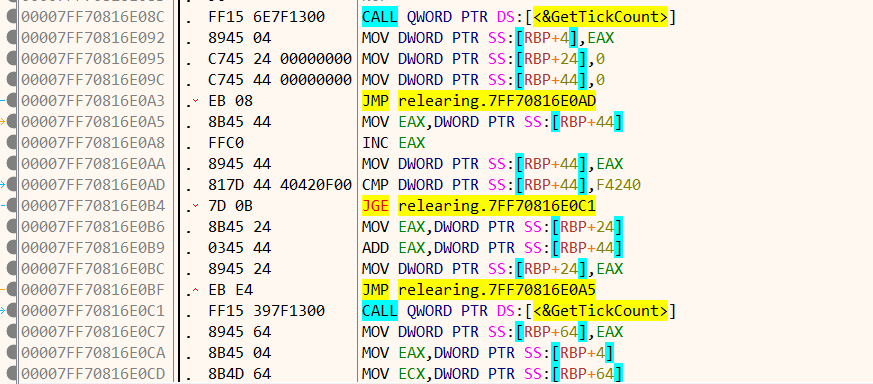 00007FF70816E08C . FF15 6E7F1300 CALL QWORD PTR DS:[<&GetTickCount>]
00007FF70816E092 . 8945 04 MOV DWORD PTR SS:[RBP+4],EAX
00007FF70816E095 . C745 24 00000000 MOV DWORD PTR SS:[RBP+24],0
00007FF70816E09C . C745 44 00000000 MOV DWORD PTR SS:[RBP+44],0
00007FF70816E0A3 . EB 08 JMP relearing.7FF70816E0AD
00007FF70816E0A5 . 8B45 44 MOV EAX,DWORD PTR SS:[RBP+44]
00007FF70816E0A8 . FFC0 INC EAX
00007FF70816E0AA . 8945 44 MOV DWORD PTR SS:[RBP+44],EAX
00007FF70816E0AD . 817D 44 40420F00 CMP DWORD PTR SS:[RBP+44],F4240
00007FF70816E0B4 . 7D 0B JGE relearing.7FF70816E0C1
00007FF70816E0B6 . 8B45 24 MOV EAX,DWORD PTR SS:[RBP+24]
00007FF70816E0B9 . 0345 44 ADD EAX,DWORD PTR SS:[RBP+44]
00007FF70816E0BC . 8945 24 MOV DWORD PTR SS:[RBP+24],EAX
00007FF70816E0BF . EB E4 JMP relearing.7FF70816E0A5
00007FF70816E0C1 . FF15 397F1300 CALL QWORD PTR DS:[<&GetTickCount>]
00007FF70816E0C7 . 8945 64 MOV DWORD PTR SS:[RBP+64],EAX
00007FF70816E0CA . 8B45 04 MOV EAX,DWORD PTR SS:[RBP+4]
00007FF70816E0CD . 8B4D 64 MOV ECX,DWORD PTR SS:[RBP+64]